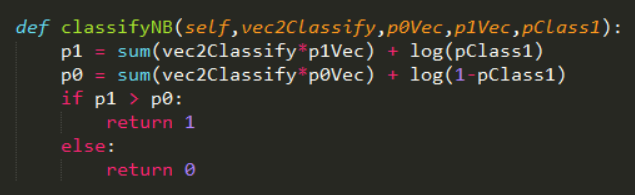 def classifyNB(self,vec2Classify,p0Vec,p1Vec,pClass1):
    p1 = sum(vec2Classify*p1Vec) + log(pClass1)
    p0 = sum(vec2Classify*p0Vec) + log(1-pClass1)
    if p1 > p0:
        return 1
    else:
        return 0